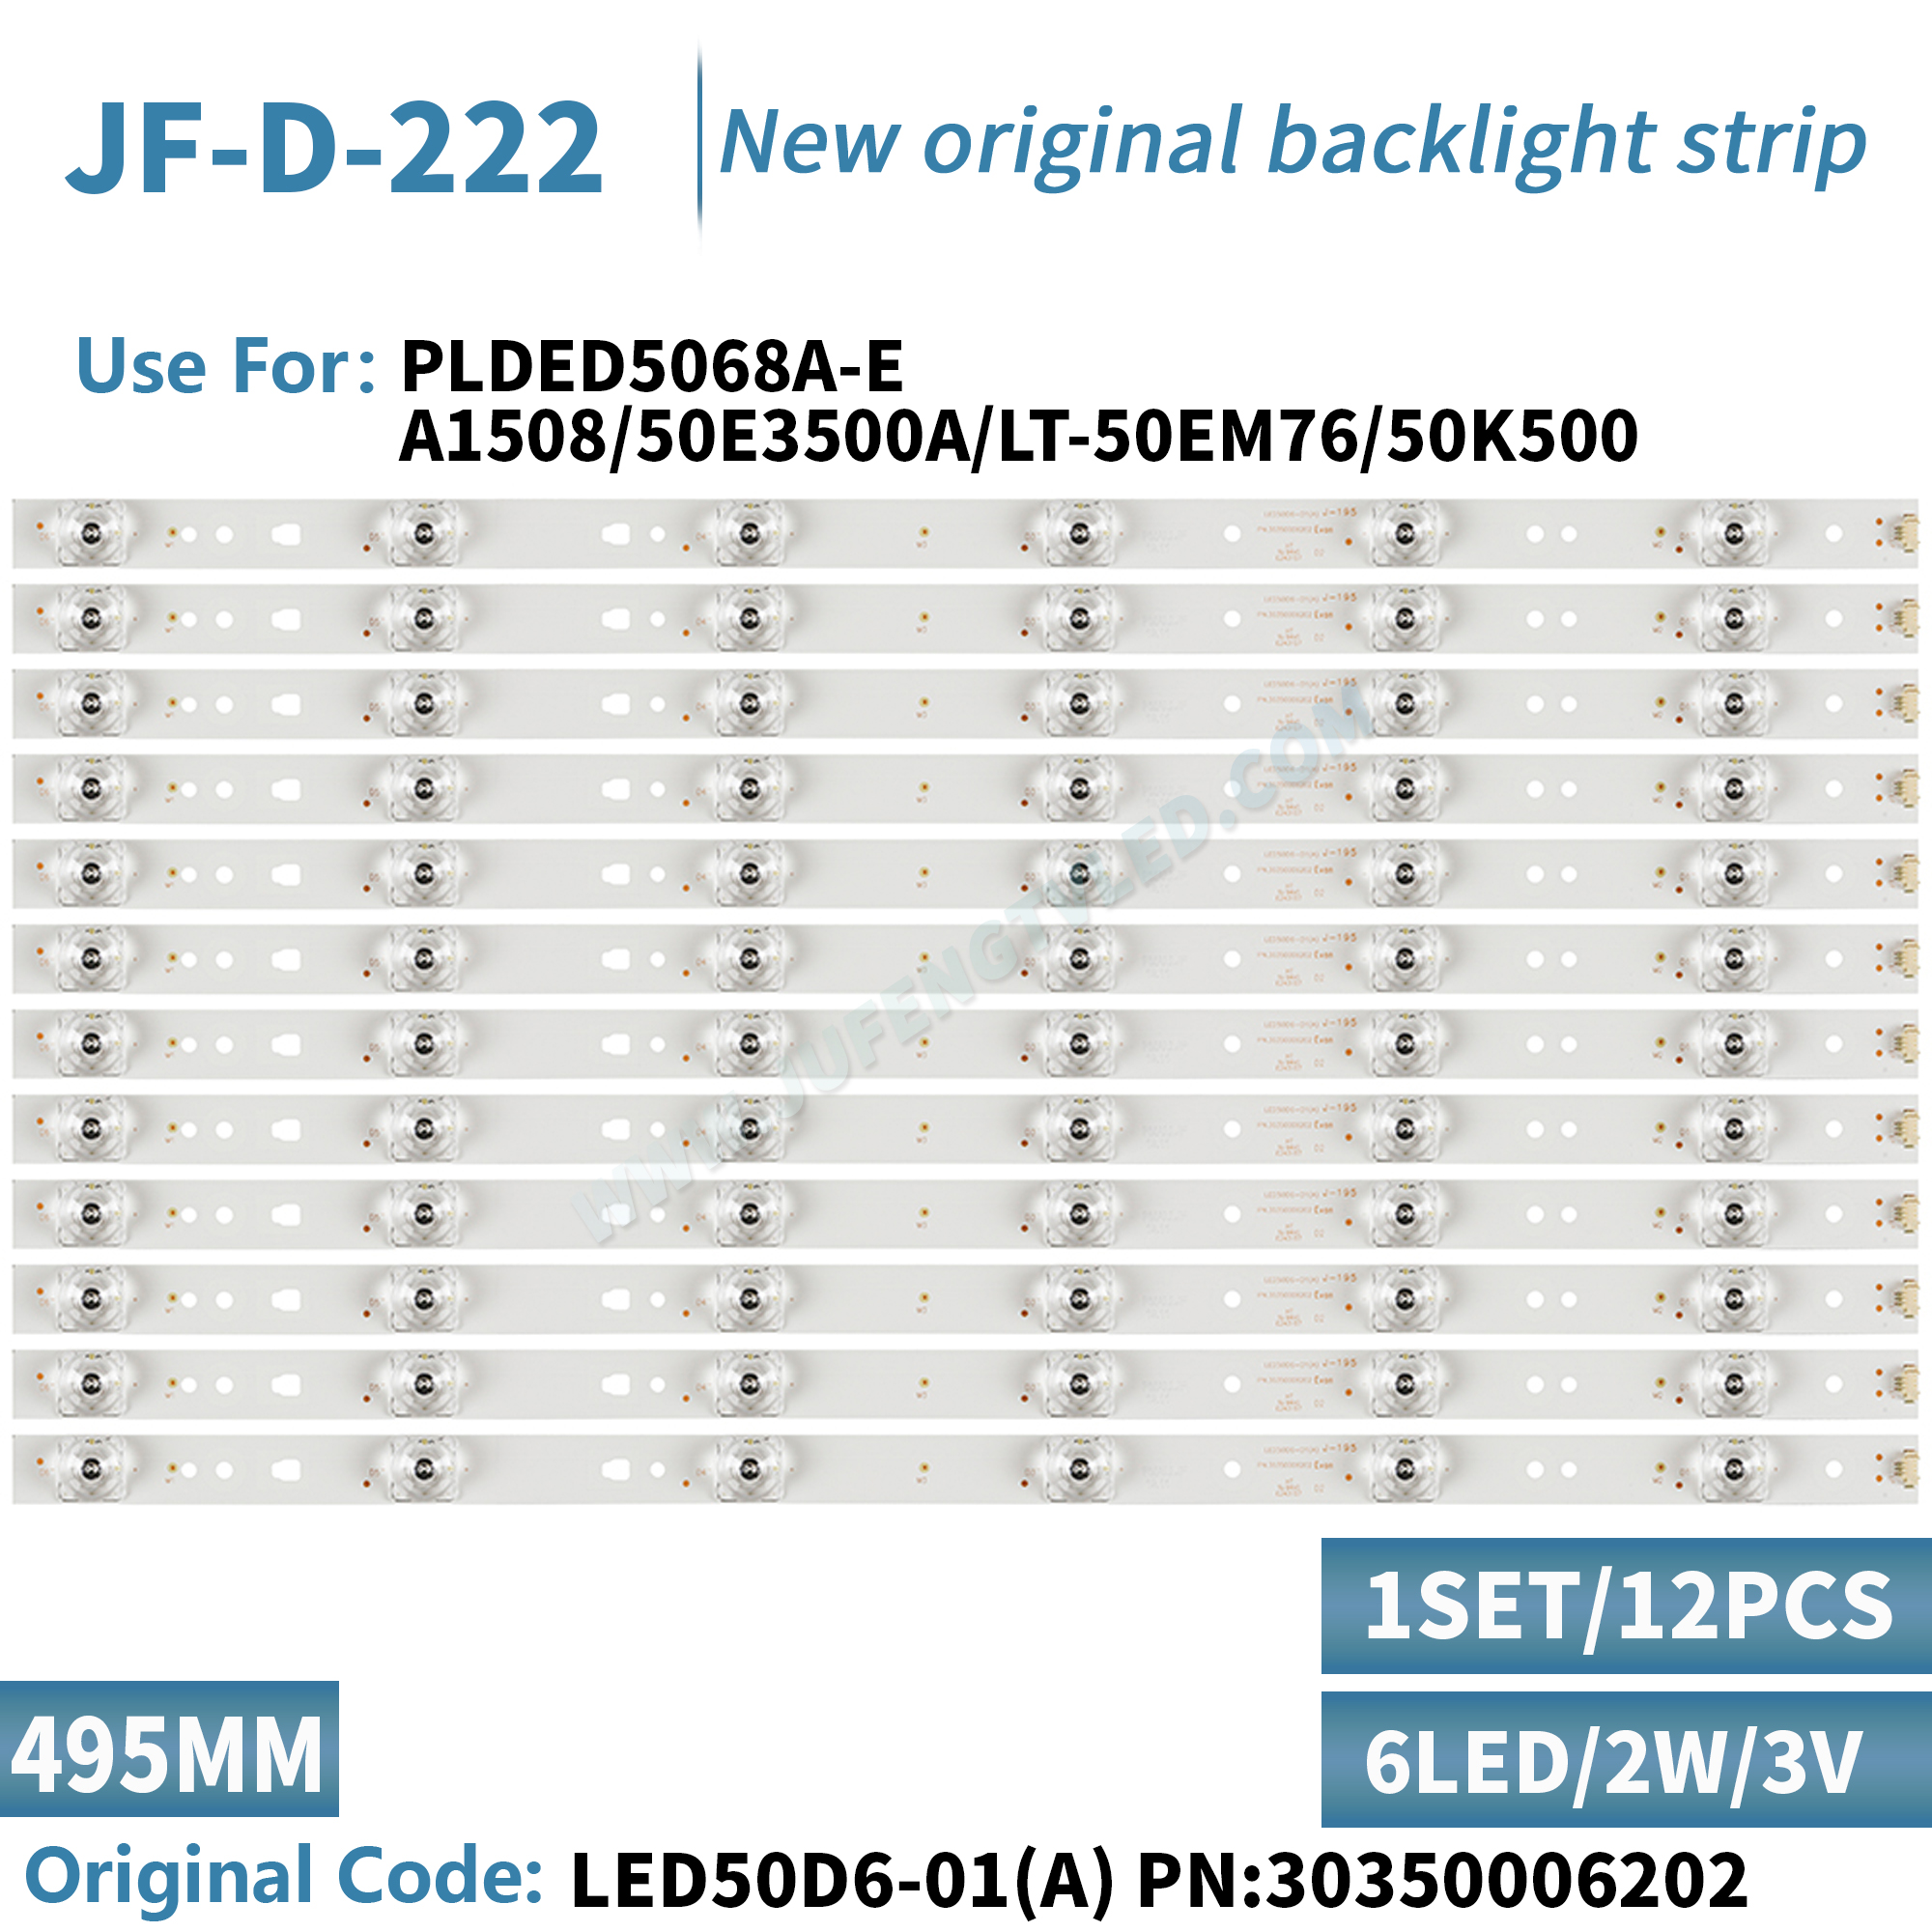 JF-D-222
New original backlight strip
Use For: PLDED5068A-E
A1508/50E3500A/LT-50EM76/50K500
WWW.JUFENGTVLED.COM
1SET/12PCS
495MM
6LED/2W/3V
Original Code: LED50D6-01(A) PN:30350006202